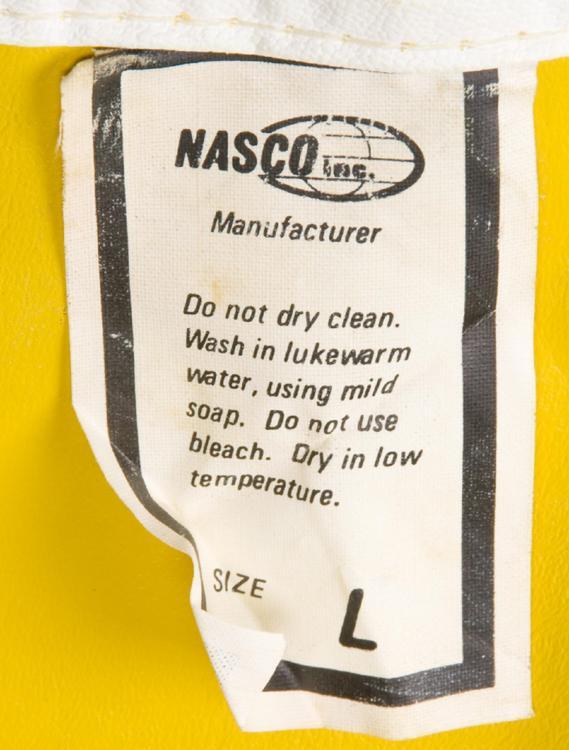 NASCO inc.
Manufacturer
Do not dry clean.
Wash in lukewarm
water, using mild
soap. Do not use
bleach. Dry in low
temperature.
SIZE L